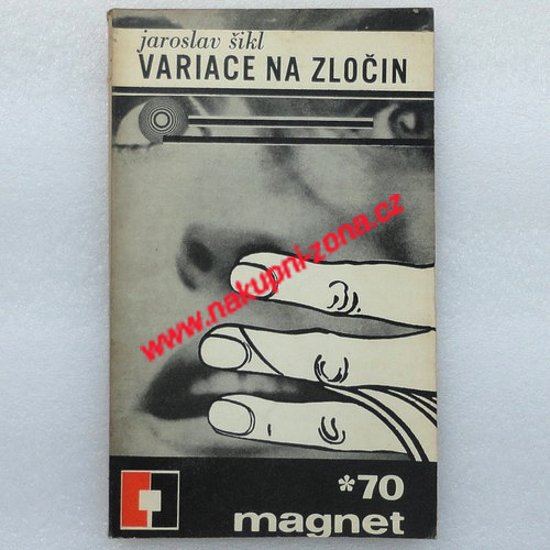 jaroslav šikl
VARIACE NA ZLOČIN
www.nakupni-zona.cz
*70
magnet